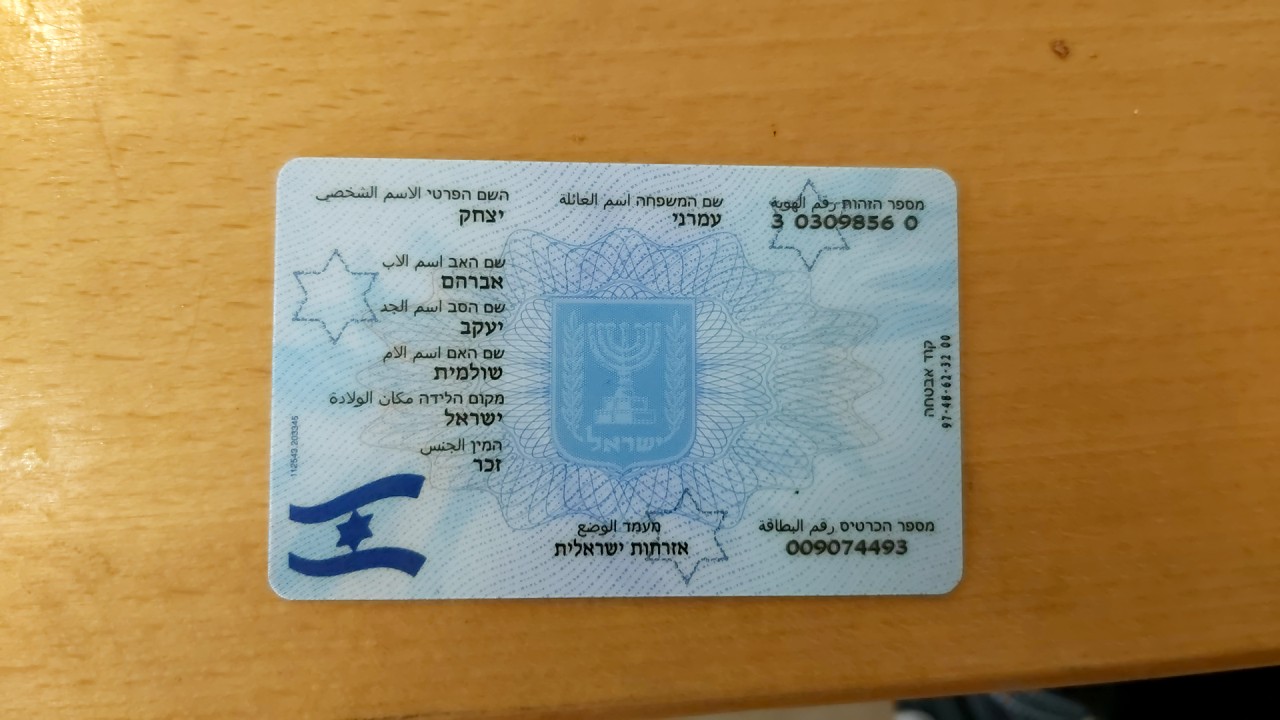 מספר הזהות رقم الهوية
3 0309856 0
שם המשפחה اسم العائلة
עמרני
השם הפרטי الاسم الشخصي
יצחק
שם האב اسم الاب
אברהם
שם הסב اسم الجد
יעקב
שם האם اسم الام
שולמית
מקום הלידה مكان الولادة
ישראל
המין الجنس
זכר
ישראל
קוד אבטחה
97-48-62-32 00
112540 203345
מעמד الوضع
אזרחות ישראלית
מספר הכרטיס رقم البطاقة
009074493